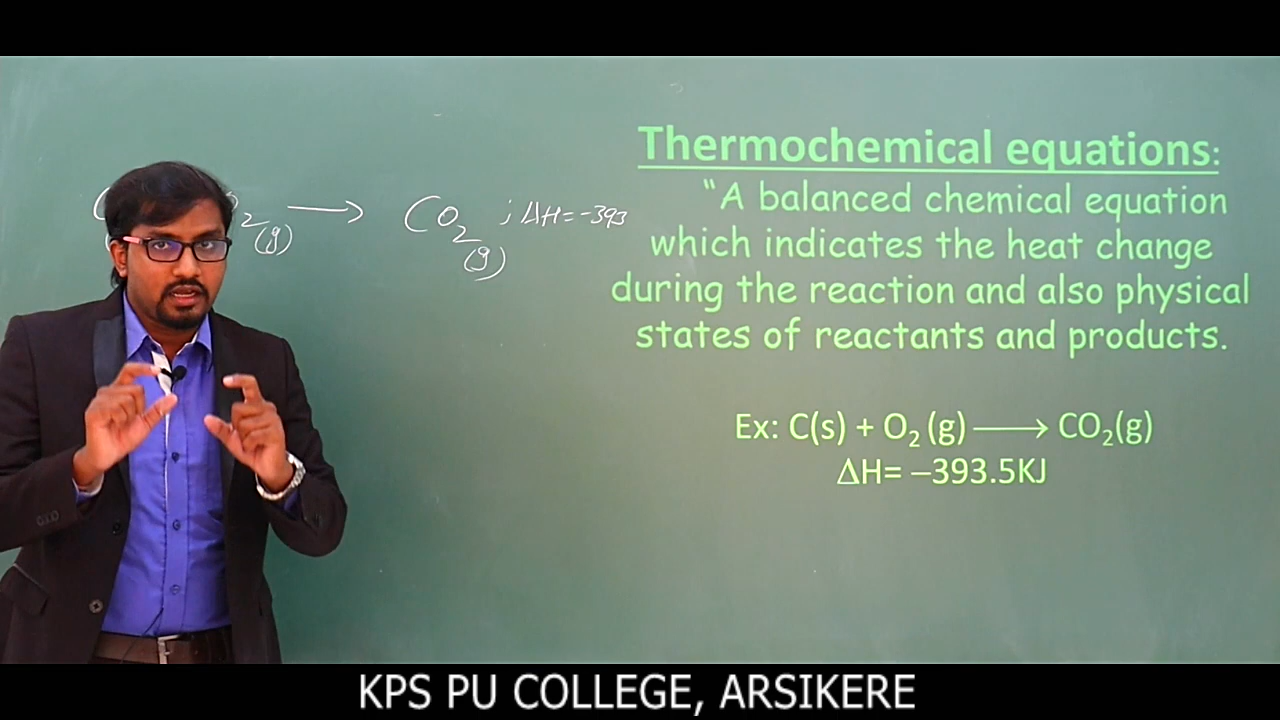 O2(g) ⟶ CO2(g) ; ΔH=-393
Thermochemical equations:
“A balanced chemical equation
which indicates the heat change
during the reaction and also physical
states of reactants and products.
Ex: C(s) + O₂ (g) ⟶ CO₂(g)
ΔH= –393.5KJ
KPS PU COLLEGE, ARSIKERE